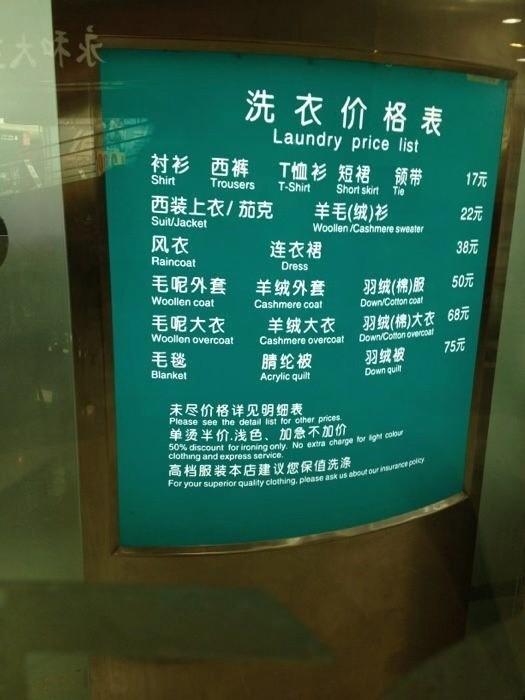 永和大
洗衣价格表
Laundry price list
衬衫 西裤 T恤衫 短裙 领带 17元
Shirt Trousers T-Shirt Short skirt Tie
西装上衣/ 茄克 羊毛(绒)衫 22元
Suit/Jacket Woollen /Cashmere sweater
风衣 连衣裙 38元
Raincoat Dress
毛呢外套 羊绒外套 羽绒(棉)服 50元
Woollen coat Cashmere coat Down/Cotton coat
毛呢大衣 羊绒大衣 羽绒(棉)大衣 68元
Woollen overcoat Cashmere overcoat Down/Cotton overcoat
毛毯 腈纶被 羽绒被 75元
Blanket Acrylic quilt Down quilt
未尽价格详见明细表
Please see the detail list for other prices.
单烫半价.浅色、加急不加价
50% discount for ironing only. No extra charge for light colour
clothing and express service.
高档服装本店建议您保值洗涤
For your superior quality clothing, please ask us about our insurance policy